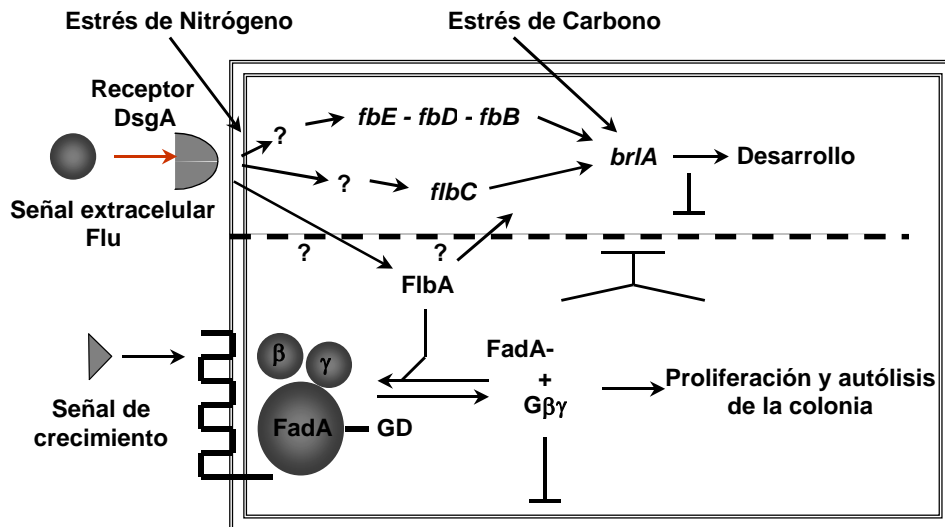 Estrés de Nitrógeno
Estrés de Carbono
Receptor
DsgA
?
fbE - fbD - fbB
brlA
Desarrollo
?
flbC
Señal extracelular
Flu
?
?
FlbA
β
γ
FadA-
+
Gβγ
Proliferación y autólisis
de la colonia
Señal de
crecimiento
FadA
GD